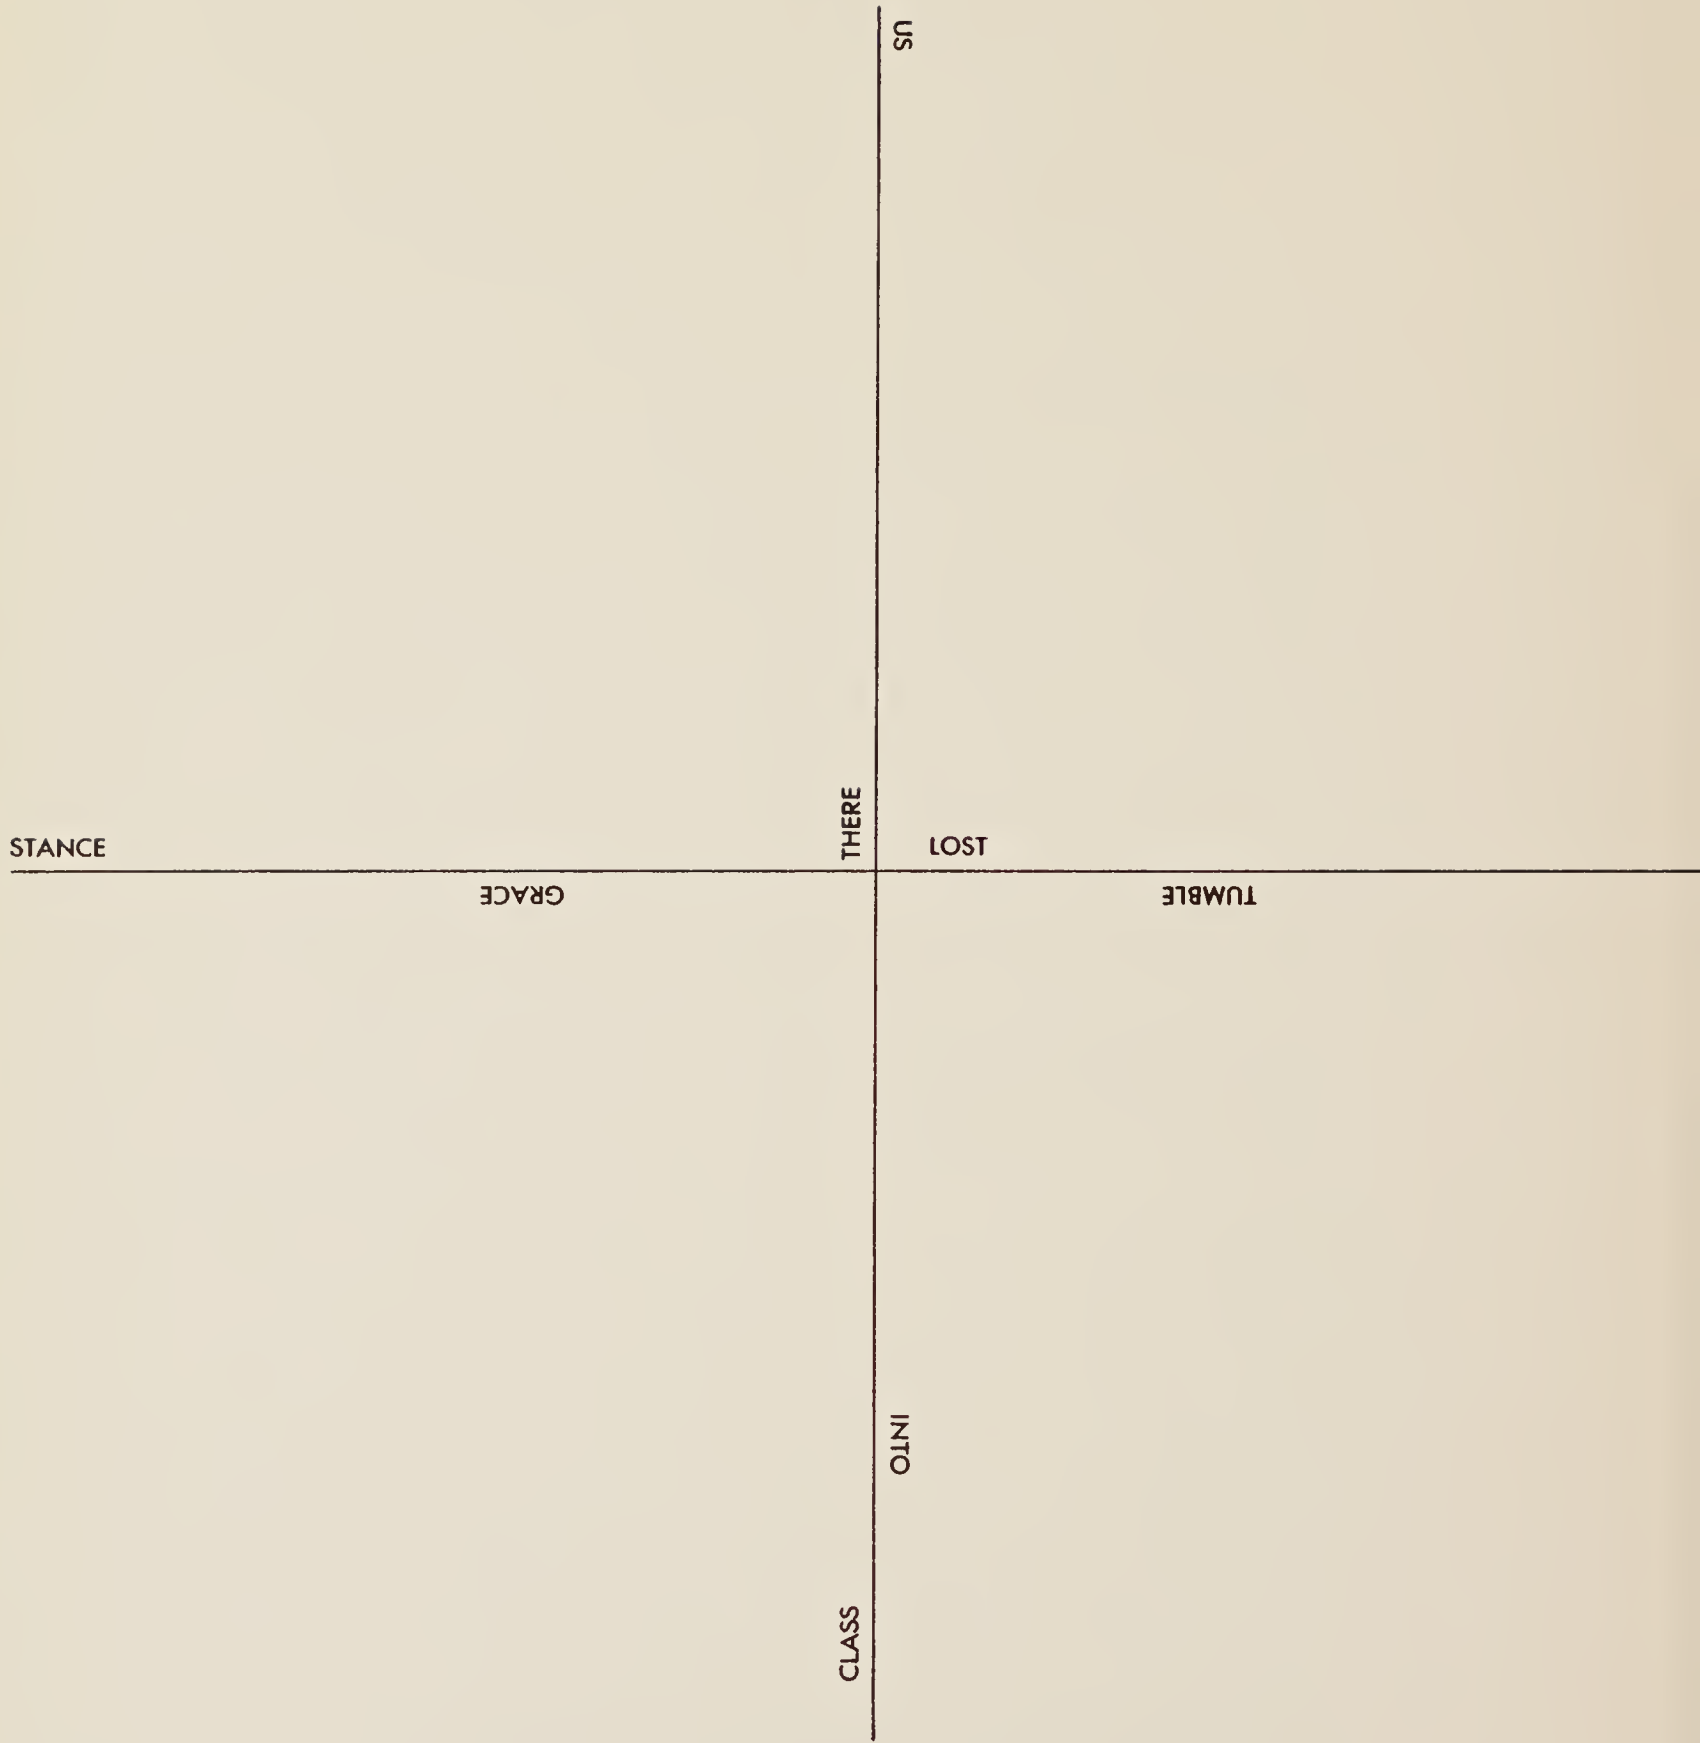 US
THERE
STANCE LOST
GRACE TUMBLE
INTO
CLASS